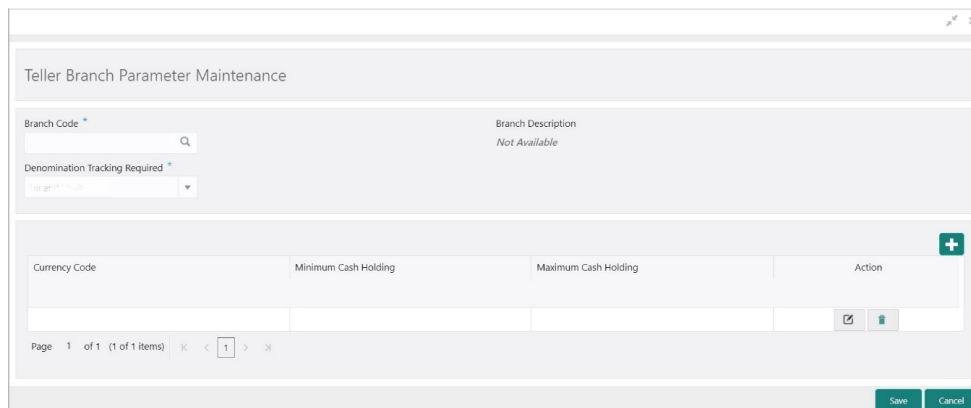 Teller Branch Parameter Maintenance
Branch Code *
Branch Description
Not Available
Denomination Tracking Required *
Currency Code Minimum Cash Holding Maximum Cash Holding Action
Page 1 of 1 (1 of 1 items) 1
Save Cancel